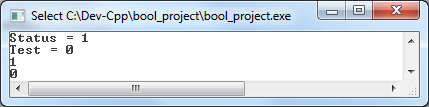 Select C:\Dev-Cpp\bool_project\bool_project.exe
Status = 1
Test = 0
1
0